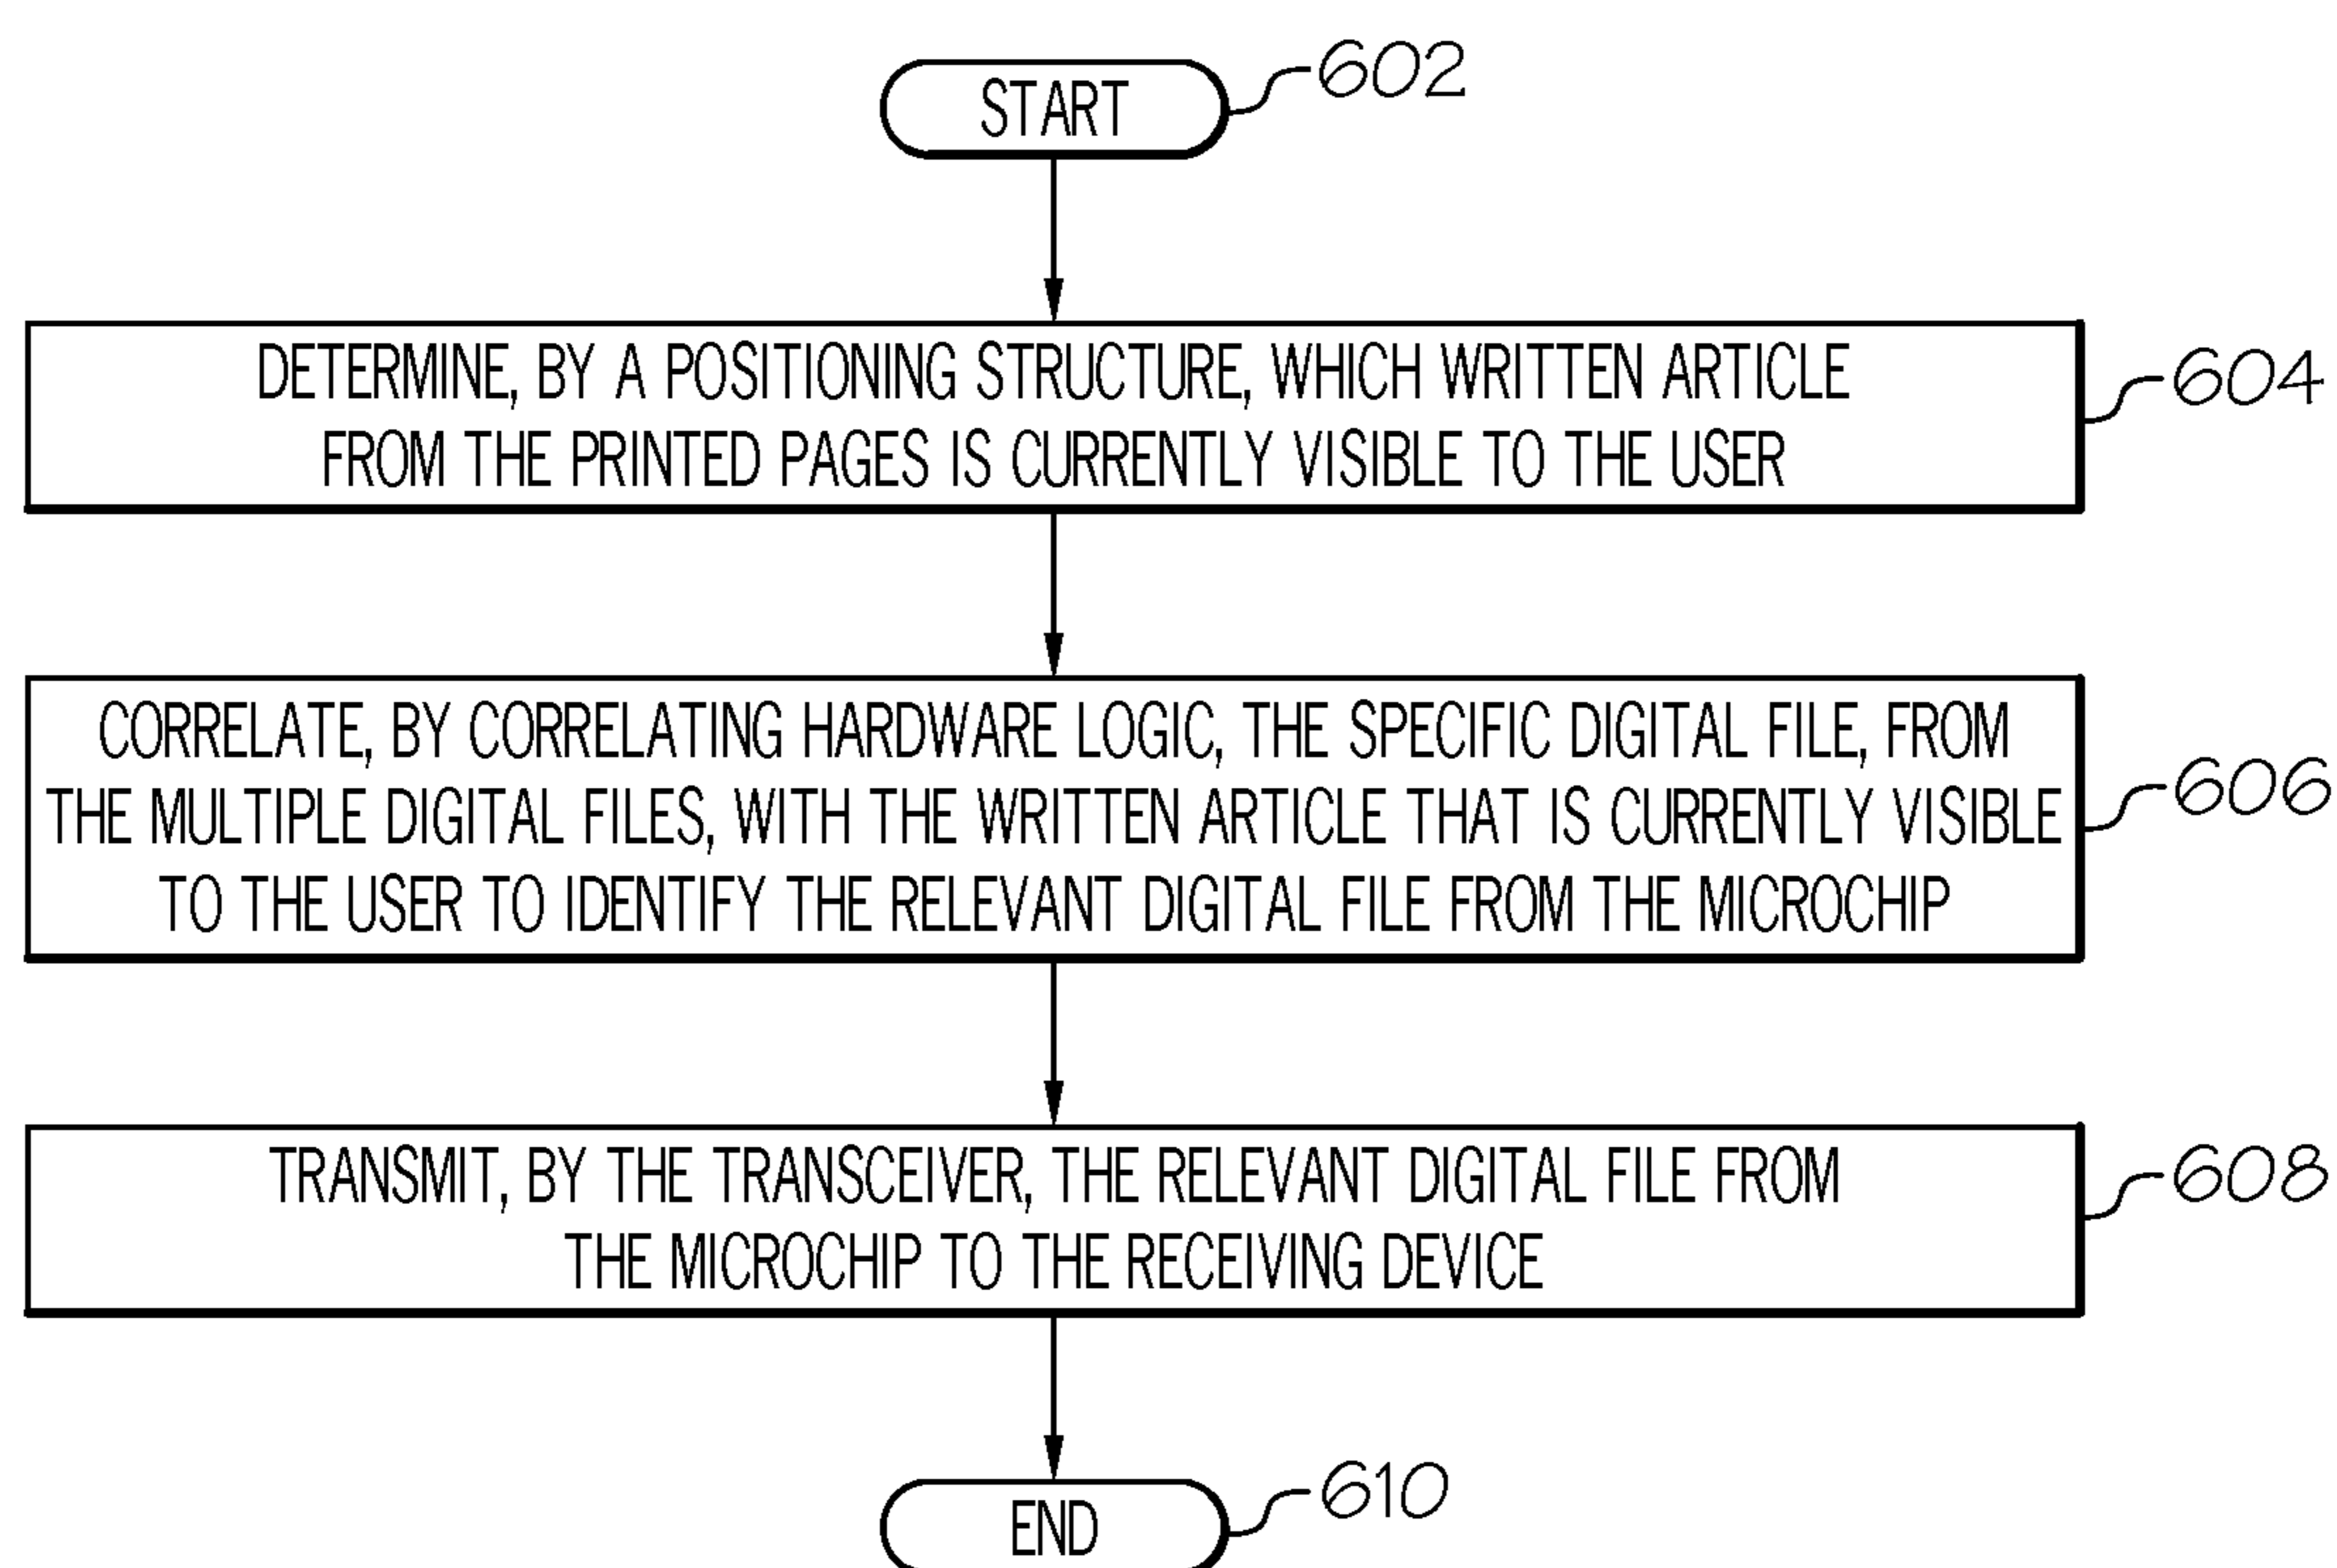 START
602
DETERMINE, BY A POSITIONING STRUCTURE, WHICH WRITTEN ARTICLE
FROM THE PRINTED PAGES IS CURRENTLY VISIBLE TO THE USER
604
CORRELATE, BY CORRELATING HARDWARE LOGIC, THE SPECIFIC DIGITAL FILE, FROM
THE MULTIPLE DIGITAL FILES, WITH THE WRITTEN ARTICLE THAT IS CURRENTLY VISIBLE
TO THE USER TO IDENTIFY THE RELEVANT DIGITAL FILE FROM THE MICROCHIP
606
TRANSMIT, BY THE TRANSCEIVER, THE RELEVANT DIGITAL FILE FROM
THE MICROCHIP TO THE RECEIVING DEVICE
608
END
610